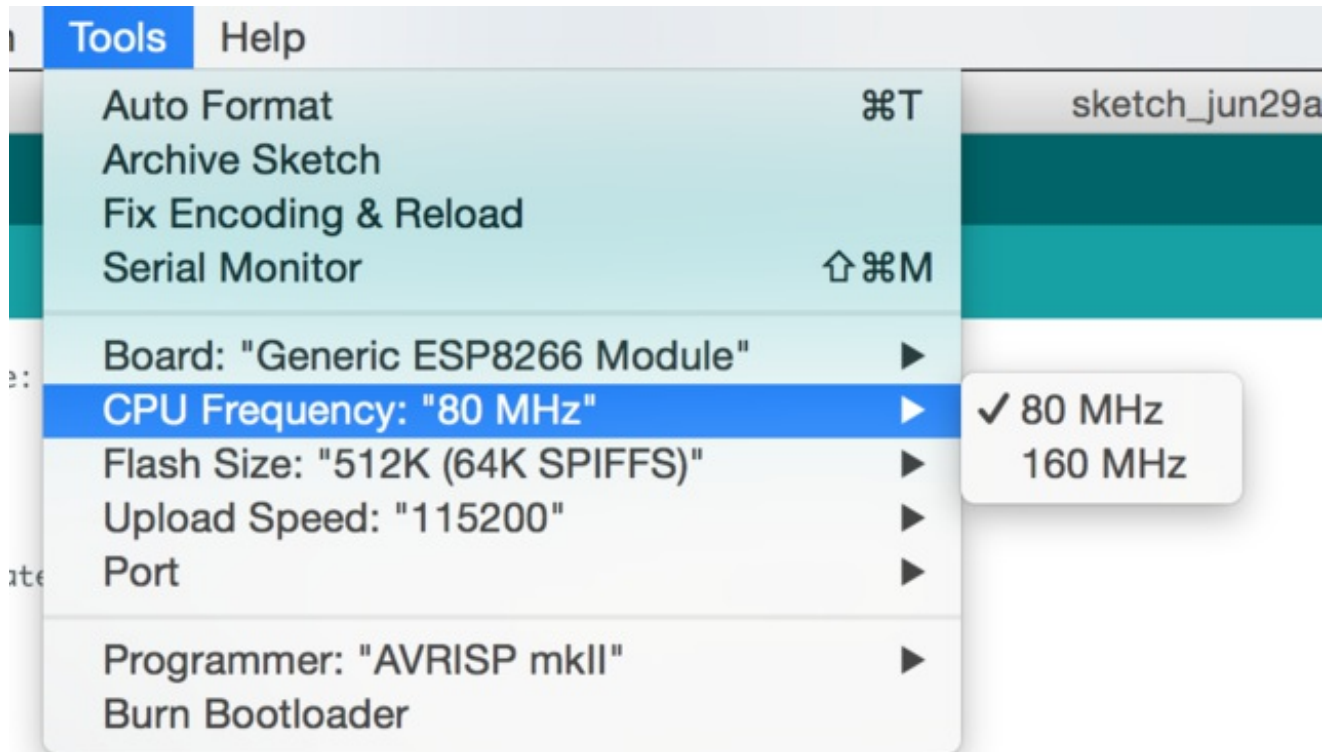 Tools Help
Auto Format ⌘T sketch_jun29a
Archive Sketch
Fix Encoding & Reload
Serial Monitor ⇧⌘M
Board: "Generic ESP8266 Module"
CPU Frequency: "80 MHz" ✓ 80 MHz
Flash Size: "512K (64K SPIFFS)" 160 MHz
Upload Speed: "115200"
Port
Programmer: "AVRISP mkII"
Burn Bootloader